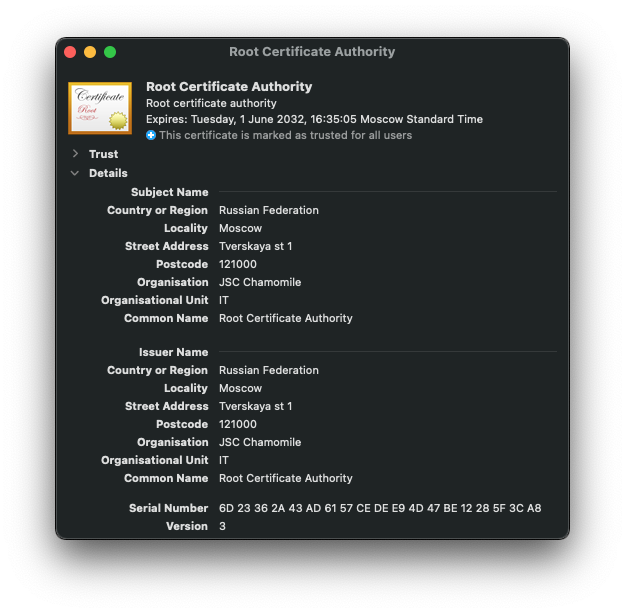 Root Certificate Authority
Certificate
Root
Root Certificate Authority
Root certificate authority
Expires: Tuesday, 1 June 2032, 16:35:05 Moscow Standard Time
This certificate is marked as trusted for all users
Trust
Details
Subject Name
Country or Region Russian Federation
Locality Moscow
Street Address Tverskaya st 1
Postcode 121000
Organisation JSC Chamomile
Organisational Unit IT
Common Name Root Certificate Authority
Issuer Name
Country or Region Russian Federation
Locality Moscow
Street Address Tverskaya st 1
Postcode 121000
Organisation JSC Chamomile
Organisational Unit IT
Common Name Root Certificate Authority
Serial Number 6D 23 36 2A 43 AD 61 57 CE DE E9 4D 47 BE 12 28 5F 3C A8
Version 3